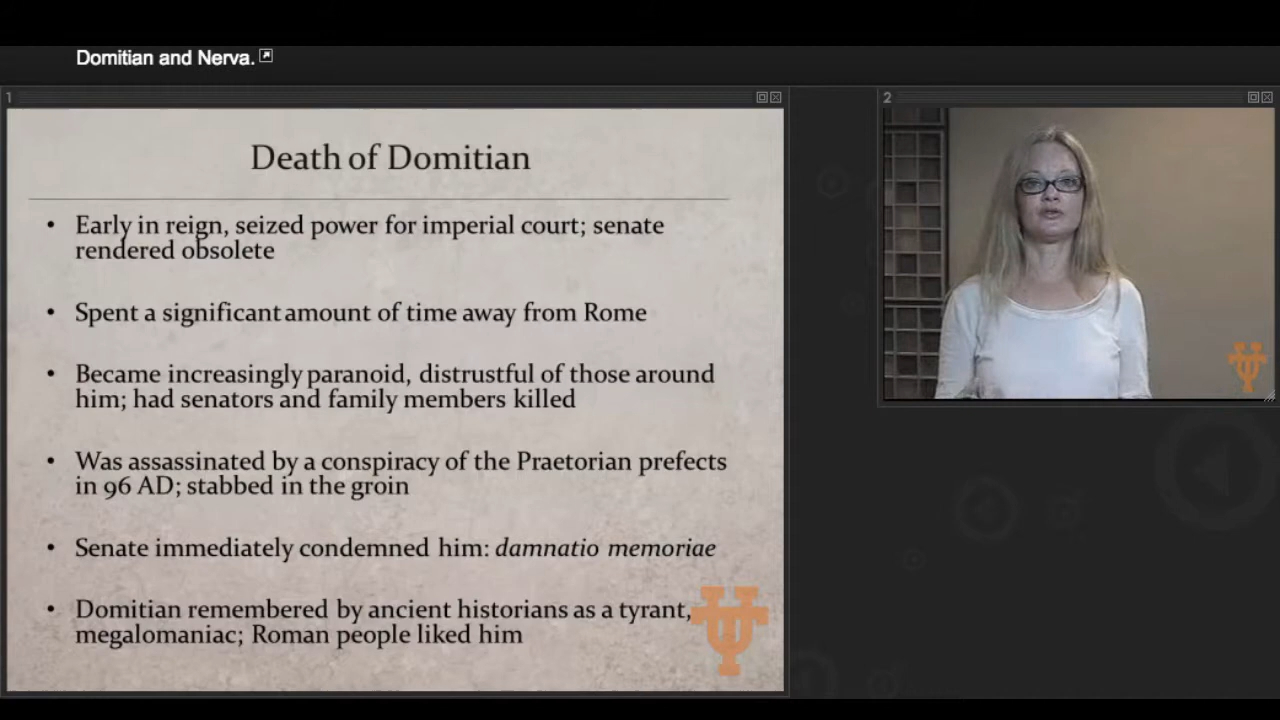 Domitian and Nerva.
1
2
Death of Domitian
• Early in reign, seized power for imperial court; senate
rendered obsolete
• Spent a significant amount of time away from Rome
• Became increasingly paranoid, distrustful of those around
him; had senators and family members killed
• Was assassinated by a conspiracy of the Praetorian prefects
in 96 AD; stabbed in the groin
• Senate immediately condemned him: damnatio memoriae
• Domitian remembered by ancient historians as a tyrant,
megalomaniac; Roman people liked him
UT
UT